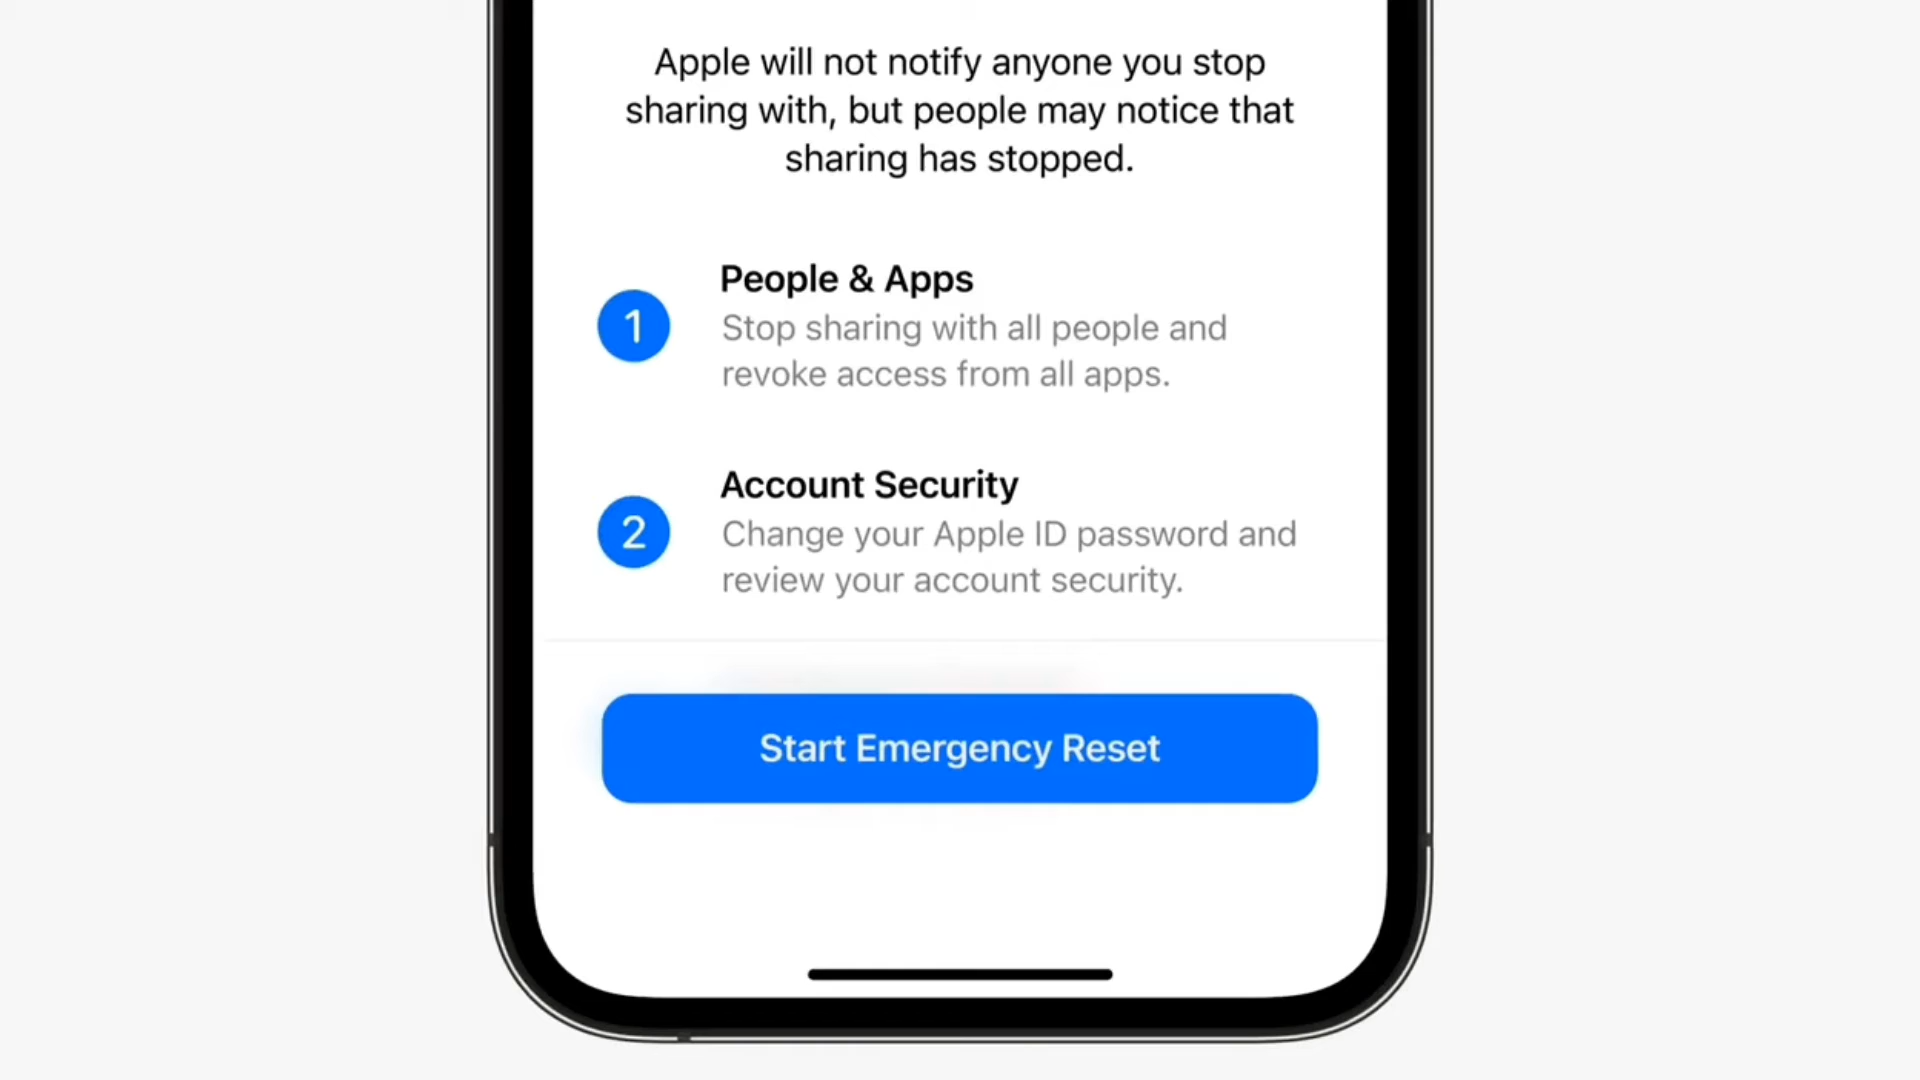 Apple will not notify anyone you stop
sharing with, but people may notice that
sharing has stopped.
1
People & Apps
Stop sharing with all people and
revoke access from all apps.
2
Account Security
Change your Apple ID password and
review your account security.
Start Emergency Reset